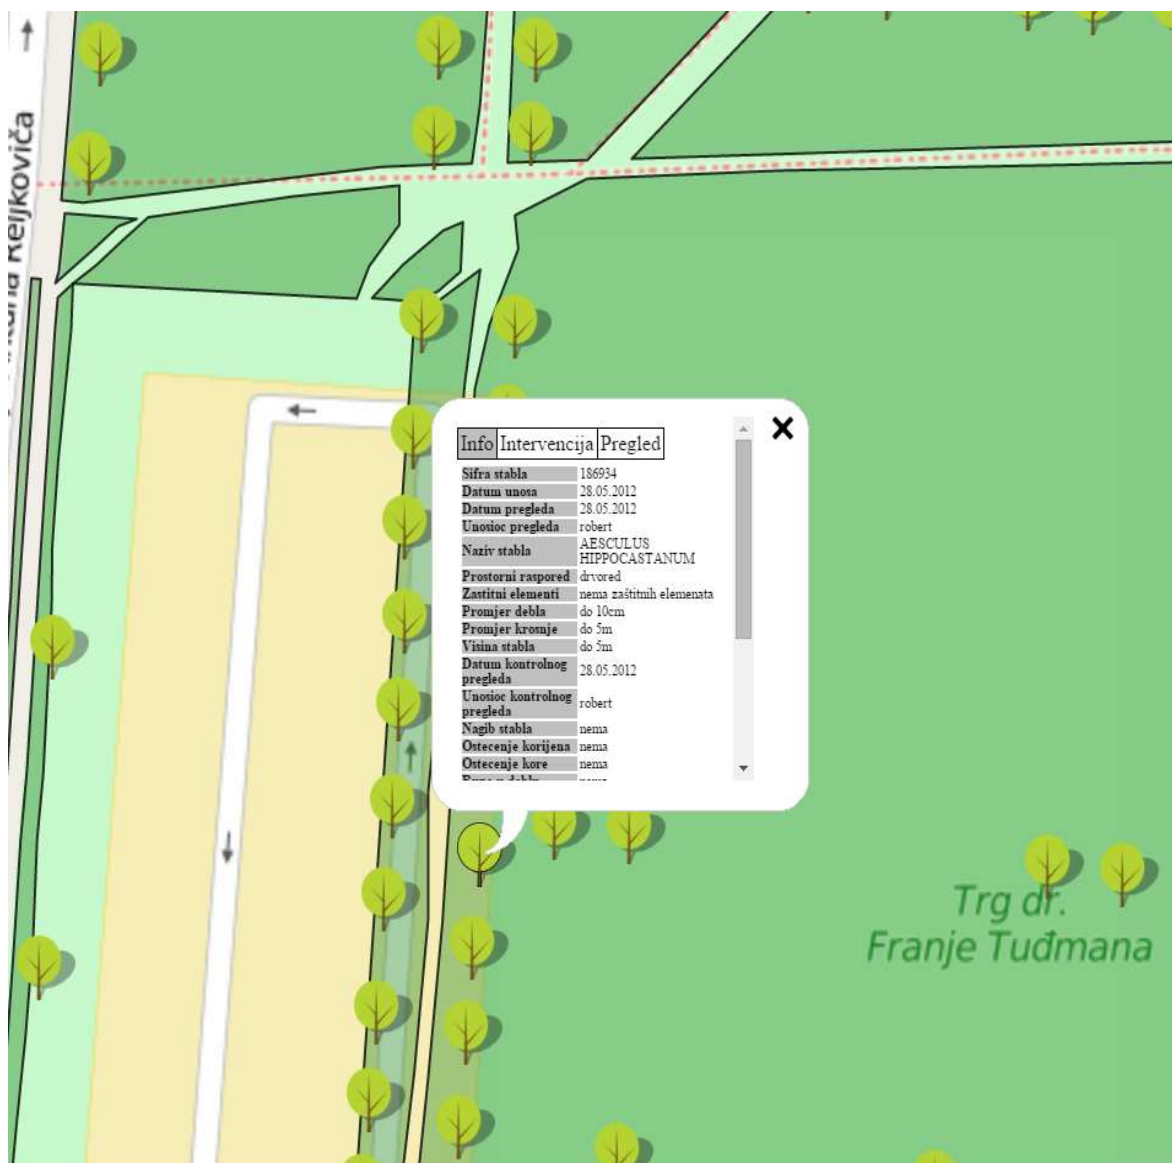 Reljkoviča
Info Intervencija Pregled
Sifra stabla 186934
Datum unosa 28.05.2012
Datum pregleda 28.05.2012
Unosioc pregleda robert
Naziv stabla AESCULUS
HIPPOCASTANUM
Prostorni raspored drvored
Zastitni elementi nema zaštitnih elemenata
Promjer debla do 10cm
Promjer krosnje do 5m
Visina stabla do 5m
Datum kontrolnog
pregleda 28.05.2012
Unosioc kontrolnog
pregleda robert
Nagib stabla nema
Ostecenje korijena nema
Ostecenje kore nema
Trg dr.
Franje Tuđmana